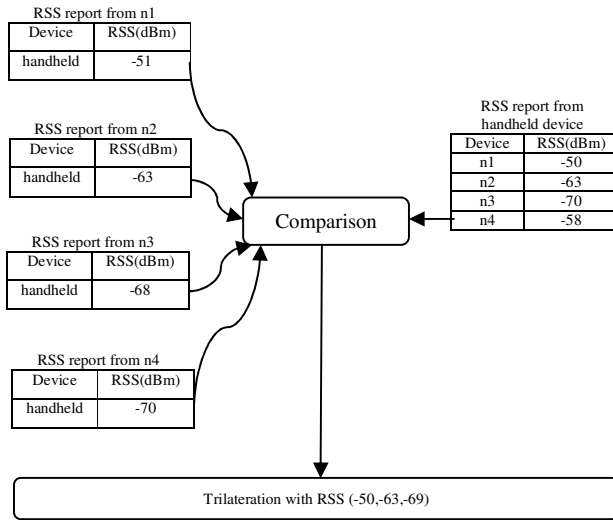 RSS report from n1
Device RSS(dBm)
handheld -51
RSS report from n2
Device RSS(dBm)
handheld -63
RSS report from n3
Device RSS(dBm)
handheld -68
RSS report from n4
Device RSS(dBm)
handheld -70
Comparison
RSS report from
handheld device
Device RSS(dBm)
n1 -50
n2 -63
n3 -70
n4 -58
Trilateration with RSS (-50,-63,-69)